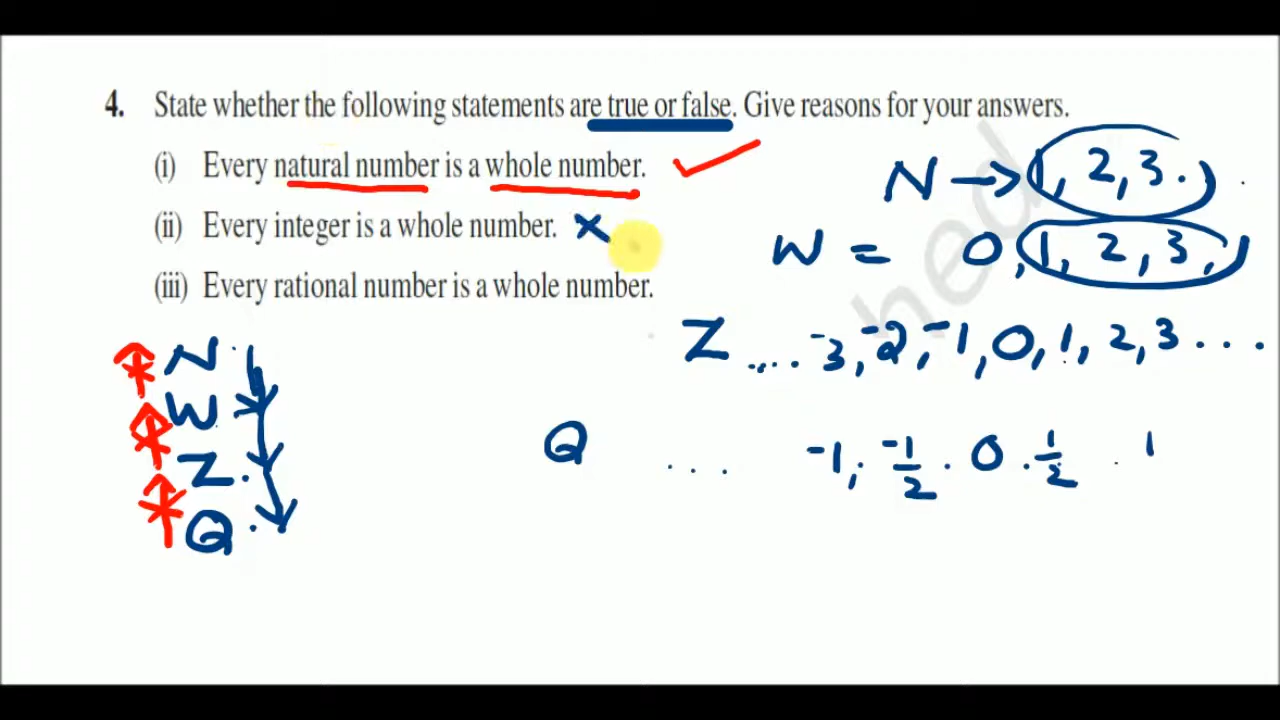 4. State whether the following statements are true or false. Give reasons for your answers.
(i) Every natural number is a whole number. ✓
N → 1, 2, 3.,
(ii) Every integer is a whole number. ×
W = 0, 1, 2, 3,,
(iii) Every rational number is a whole number.
Z .... -3, -2, -1, 0, 1, 2, 3 ...
N
W
Z
Q
Q ... -1, -1/2 . 0 . 1/2 . 1
hed